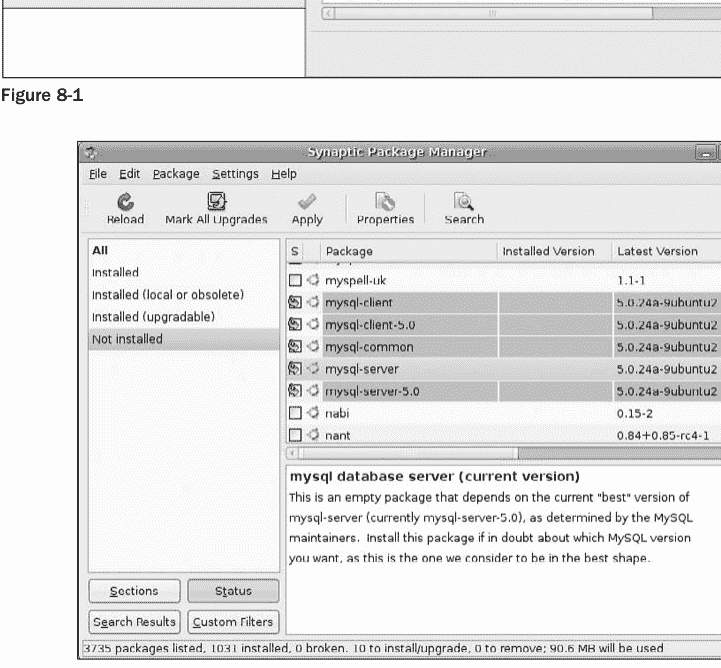 Figure 8-1
Synaptic Package Manager
File Edit Package Settings Help
Reload Mark All Upgrades Apply Properties Search
All
Installed
Installed (local or obsolete)
Installed (upgradable)
Not installed
S Package Installed Version Latest Version
myspell-uk 1.1-1
mysql-client 5.0.24a-9ubuntu2
mysql-client-5.0 5.0.24a-9ubuntu2
mysql-common 5.0.24a-9ubuntu2
mysql-server 5.0.24a-9ubuntu2
mysql-server-5.0 5.0.24a-9ubuntu2
nabi 0.15-2
nant 0.84+0.85-rc4-1
mysql database server (current version)
This is an empty package that depends on the current "best" version of
mysql-server (currently mysql-server-5.0), as determined by the MySQL
maintainers. Install this package if in doubt about which MySQL version
you want, as this is the one we consider to be in the best shape.
Sections Status
Search Results Custom Filters
3735 packages listed, 1031 installed, 0 broken. 10 to install/upgrade, 0 to remove; 90.6 MB will be used